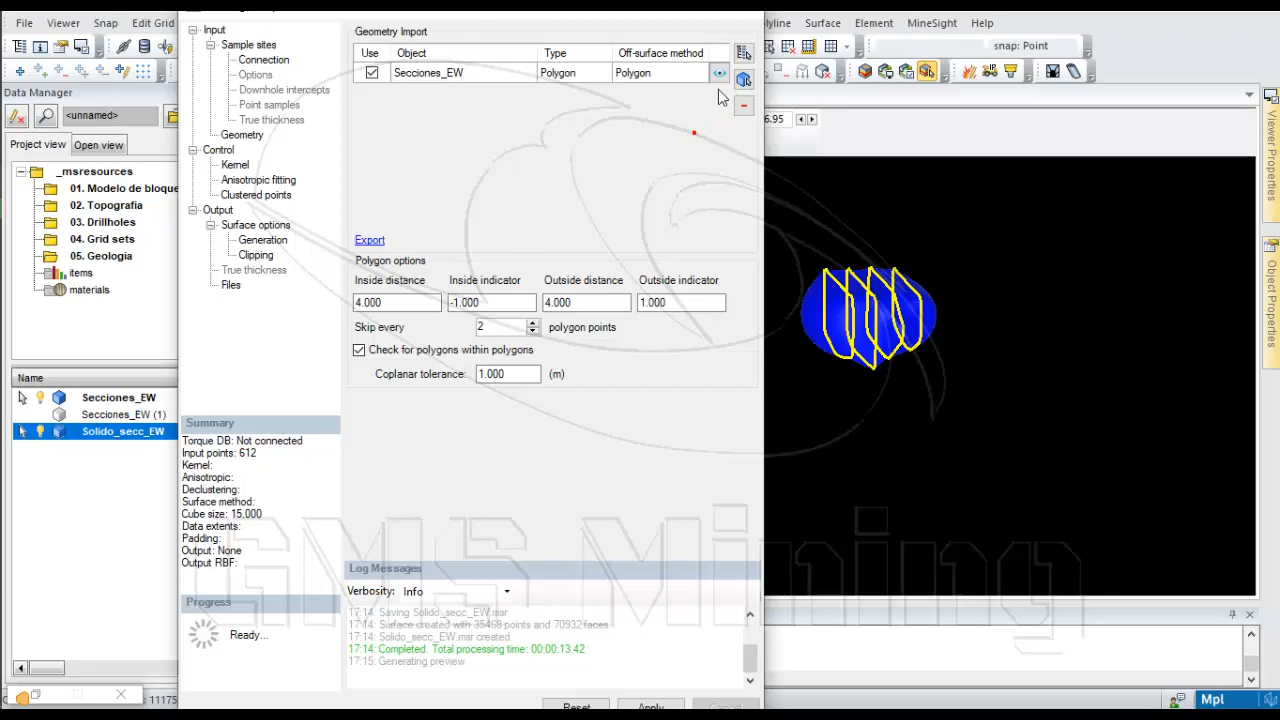 File Viewer Snap Edit Grid
olyline Surface Element MineSight Help
snap: Point
Data Manager
<unnamed>
Project view Open view
_msresources
01. Modelo de bloque
02. Topografia
03. Drillholes
04. Grid sets
05. Geologia
items
materials
Name
Secciones_EW
Secciones_EW (1)
Solido_secc_EW
Input
Sample sites
Connection
Options
Downhole intercepts
Point samples
True thickness
Geometry
Control
Kernel
Anisotropic fitting
Clustered points
Output
Surface options
Generation
Clipping
True thickness
Files
Summary
Torque DB: Not connected
Input points: 612
Kernel:
Anisotropic:
Declustering:
Surface method:
Cube size: 15.000
Data extents:
Padding:
Output: None
Output RBF:
Progress
Ready...
Geometry Import
Use Object Type Off-surface method
Secciones_EW Polygon Polygon
Export
Polygon options
Inside distance Inside indicator Outside distance Outside indicator
4.000 -1.000 4.000 1.000
Skip every 2 polygon points
Check for polygons within polygons
Coplanar tolerance: 1.000 (m)
Log Messages
Verbosity: Info
17:14: Saving Solido_secc_EW.msr
17:14: Surface created with 35468 points and 70932 faces
17:14: Solido_secc_EW.msr created
17:14: Completed. Total processing time: 00:00:13.42
17:15: Generating preview
Reset Apply Cancel
6.95
Viewer Properties
Object Properties
GMS Mining
11175
Mpl